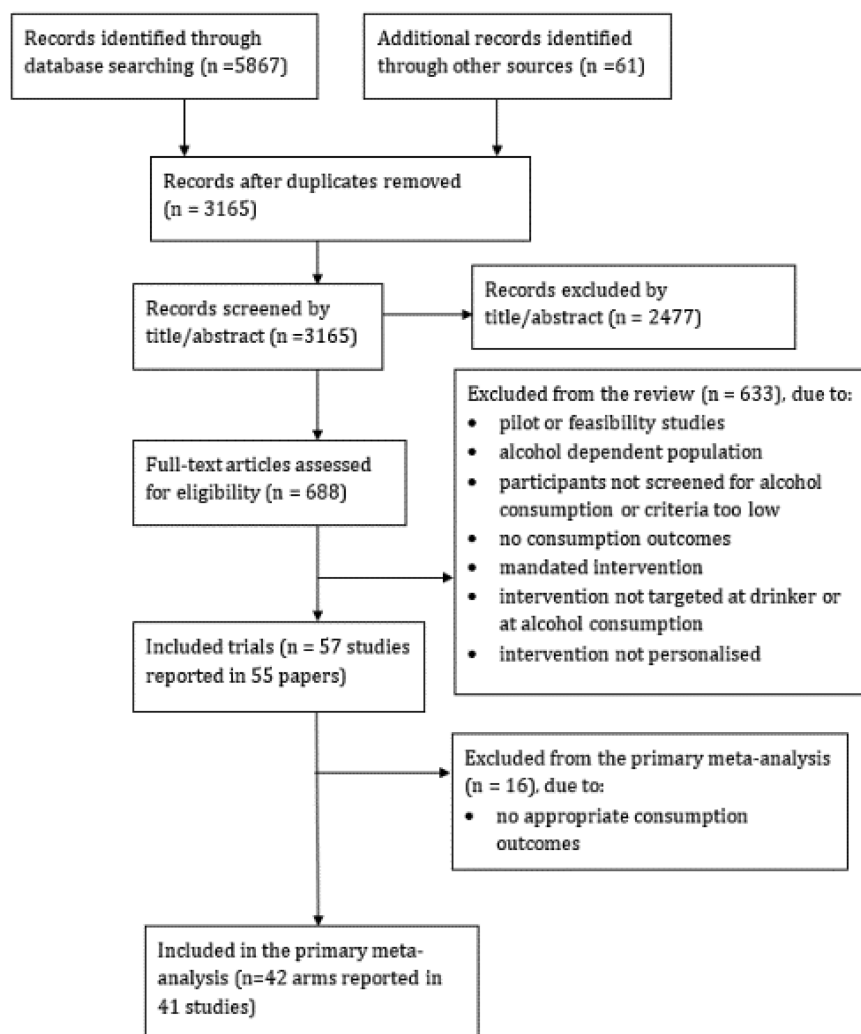 Records identified through
database searching (n =5867)
Additional records identified
through other sources (n =61)
Records after duplicates removed
(n = 3165)
Records screened by
title/abstract (n =3165)
Records excluded by
title/abstract (n = 2477)
Full-text articles assessed
for eligibility (n = 688)
Excluded from the review (n = 633), due to:
• pilot or feasibility studies
• alcohol dependent population
• participants not screened for alcohol
consumption or criteria too low
• no consumption outcomes
• mandated intervention
• intervention not targeted at drinker or
at alcohol consumption
• intervention not personalised
Included trials (n = 57 studies
reported in 55 papers)
Excluded from the primary meta-analysis
(n = 16), due to:
• no appropriate consumption
outcomes
Included in the primary meta-
analysis (n=42 arms reported in
41 studies)